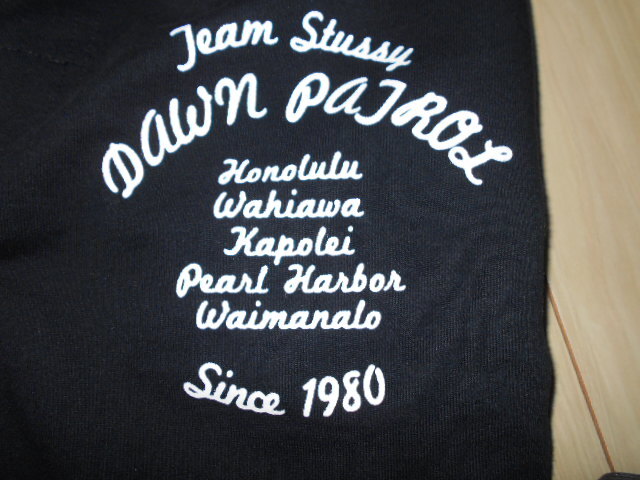 Team Stussy
DAWN PATROL
Honolulu
Wahiawa
Kapolei
Pearl Harbor
Waimanalo
Since 1980